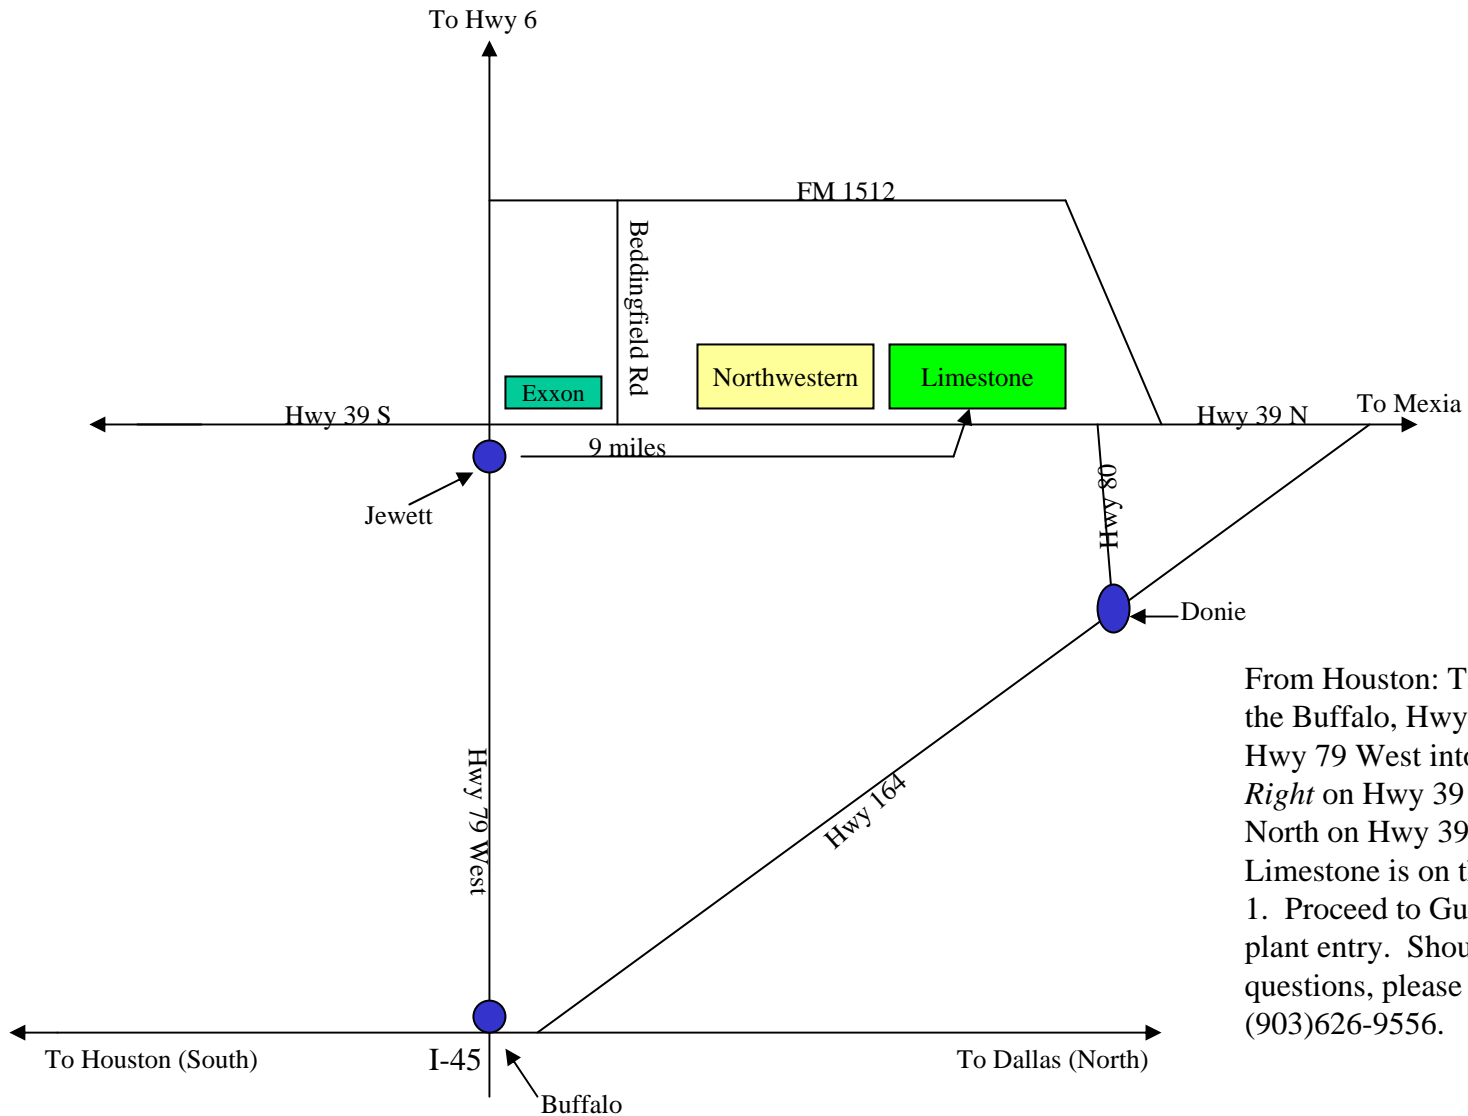 To Hwy 6
FM 1512
Beddingfield Rd
Northwestern
Limestone
Exxon
Hwy 39 S
Hwy 39 N
To Mexia
9 miles
Jewett
Hwy 80
Donie
From Houston: T
the Buffalo, Hwy
Hwy 79 West into
Right on Hwy 39
North on Hwy 39
Limestone is on t
1. Proceed to Gu
plant entry. Shou
questions, please
(903)626-9556.
Hwy 79 West
Hwy 164
To Houston (South)
I-45
To Dallas (North)
Buffalo